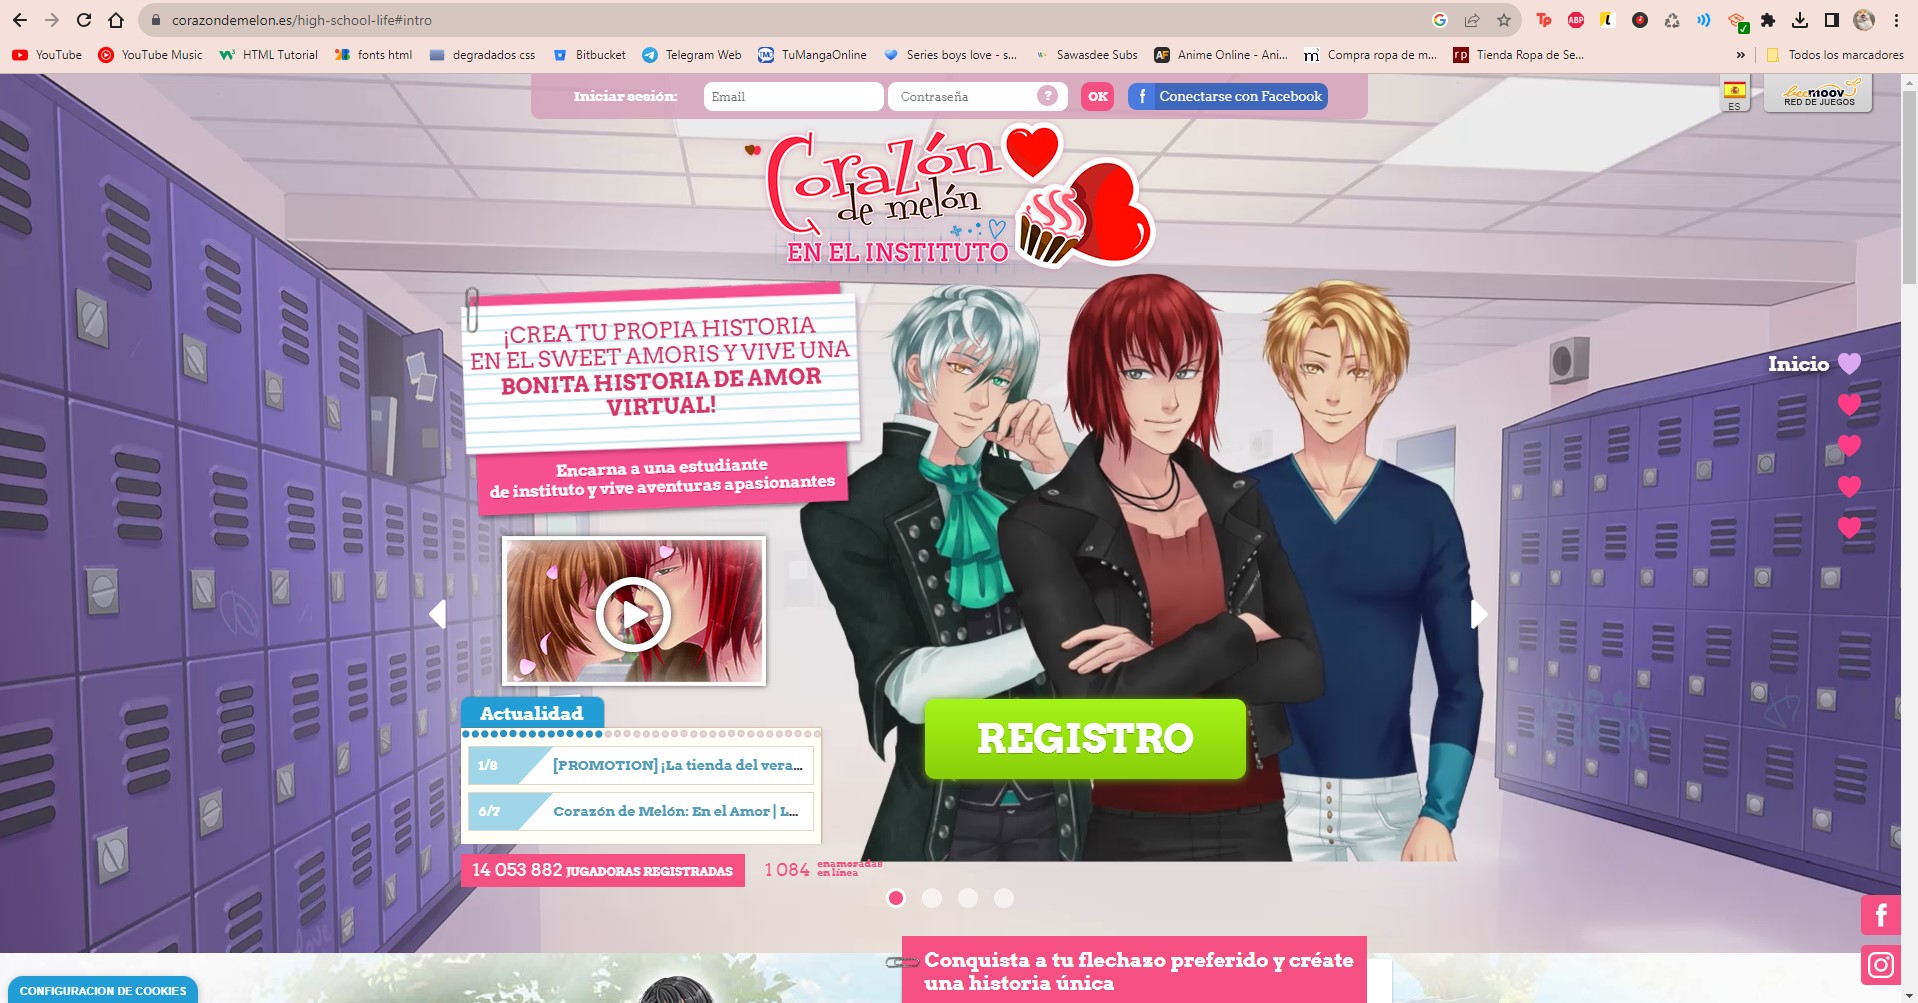 corazondemelon.es/high-school-life#intro
YouTube
YouTube Music
HTML Tutorial
fonts html
degradados css
Bitbucket
Telegram Web
TuMangaOnline
Series boys love - s...
Sawasdee Subs
Anime Online - Ani...
Compra ropa de m...
Tienda Ropa de Se...
»
Todos los marcadores
Iniciar sesión:
Email
Contraseña
?
OK
Conectarse con Facebook
ES
beemoov
RED DE JUEGOS
Corazón
de melón
EN EL INSTITUTO
¡CREA TU PROPIA HISTORIA
EN EL SWEET AMORIS Y VIVE UNA
BONITA HISTORIA DE AMOR
VIRTUAL!
Encarna a una estudiante
de instituto y vive aventuras apasionantes
Inicio
Actualidad
1/8 [PROMOTION] ¡La tienda del vera...
6/7 Corazón de Melón: En el Amor | L...
REGISTRO
14 053 882 JUGADORAS REGISTRADAS
1 084 enamoradas
en línea
Conquista a tu flechazo preferido y créate
una historia única
CONFIGURACION DE COOKIES